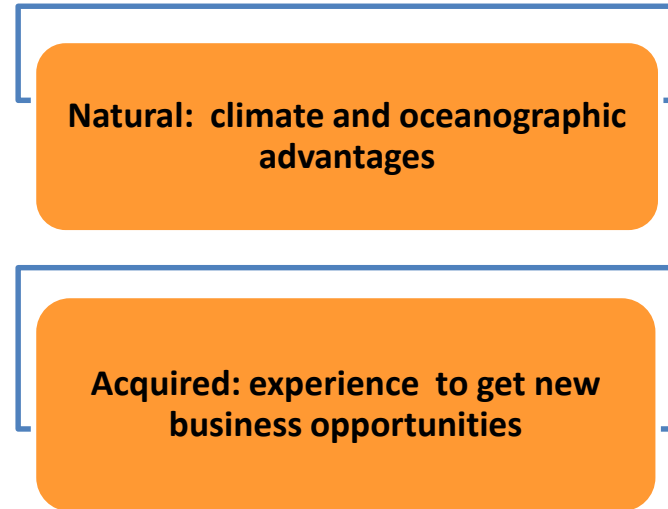 Natural:  climate and oceanographic
advantages
Acquired: experience  to get new
business opportunities